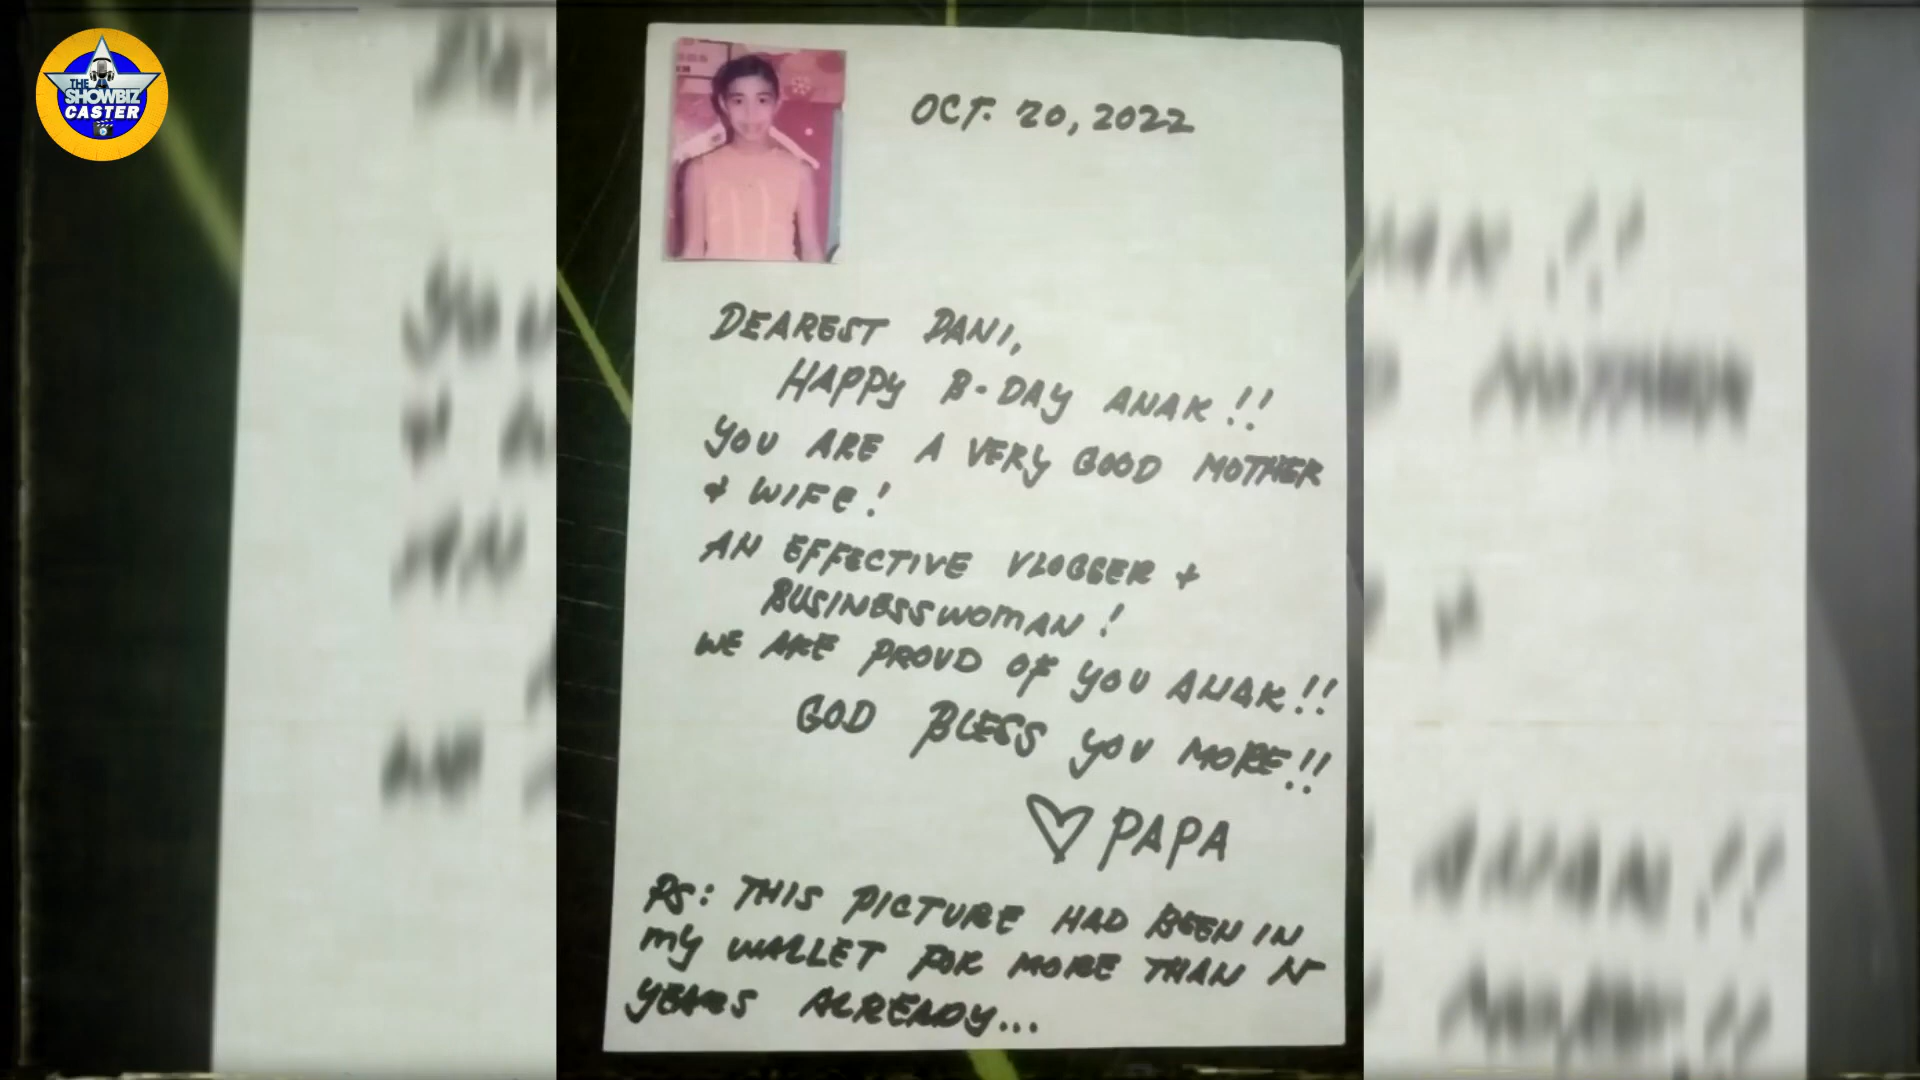 THE
SHOWBIZ
CASTER
OCT. 20, 2022
DEAREST DANI,
HAPPY B-DAY ANAK!!
YOU ARE A VERY GOOD MOTHER
& WIFE!
AN EFFECTIVE VLOGGER &
BUSINESSWOMAN!
WE ARE PROUD OF YOU ANAK!!
GOD BLESS YOU MORE!!
PAPA
PS: THIS PICTURE HAD BEEN IN
MY WALLET FOR MORE THAN
YEARS ALREADY...